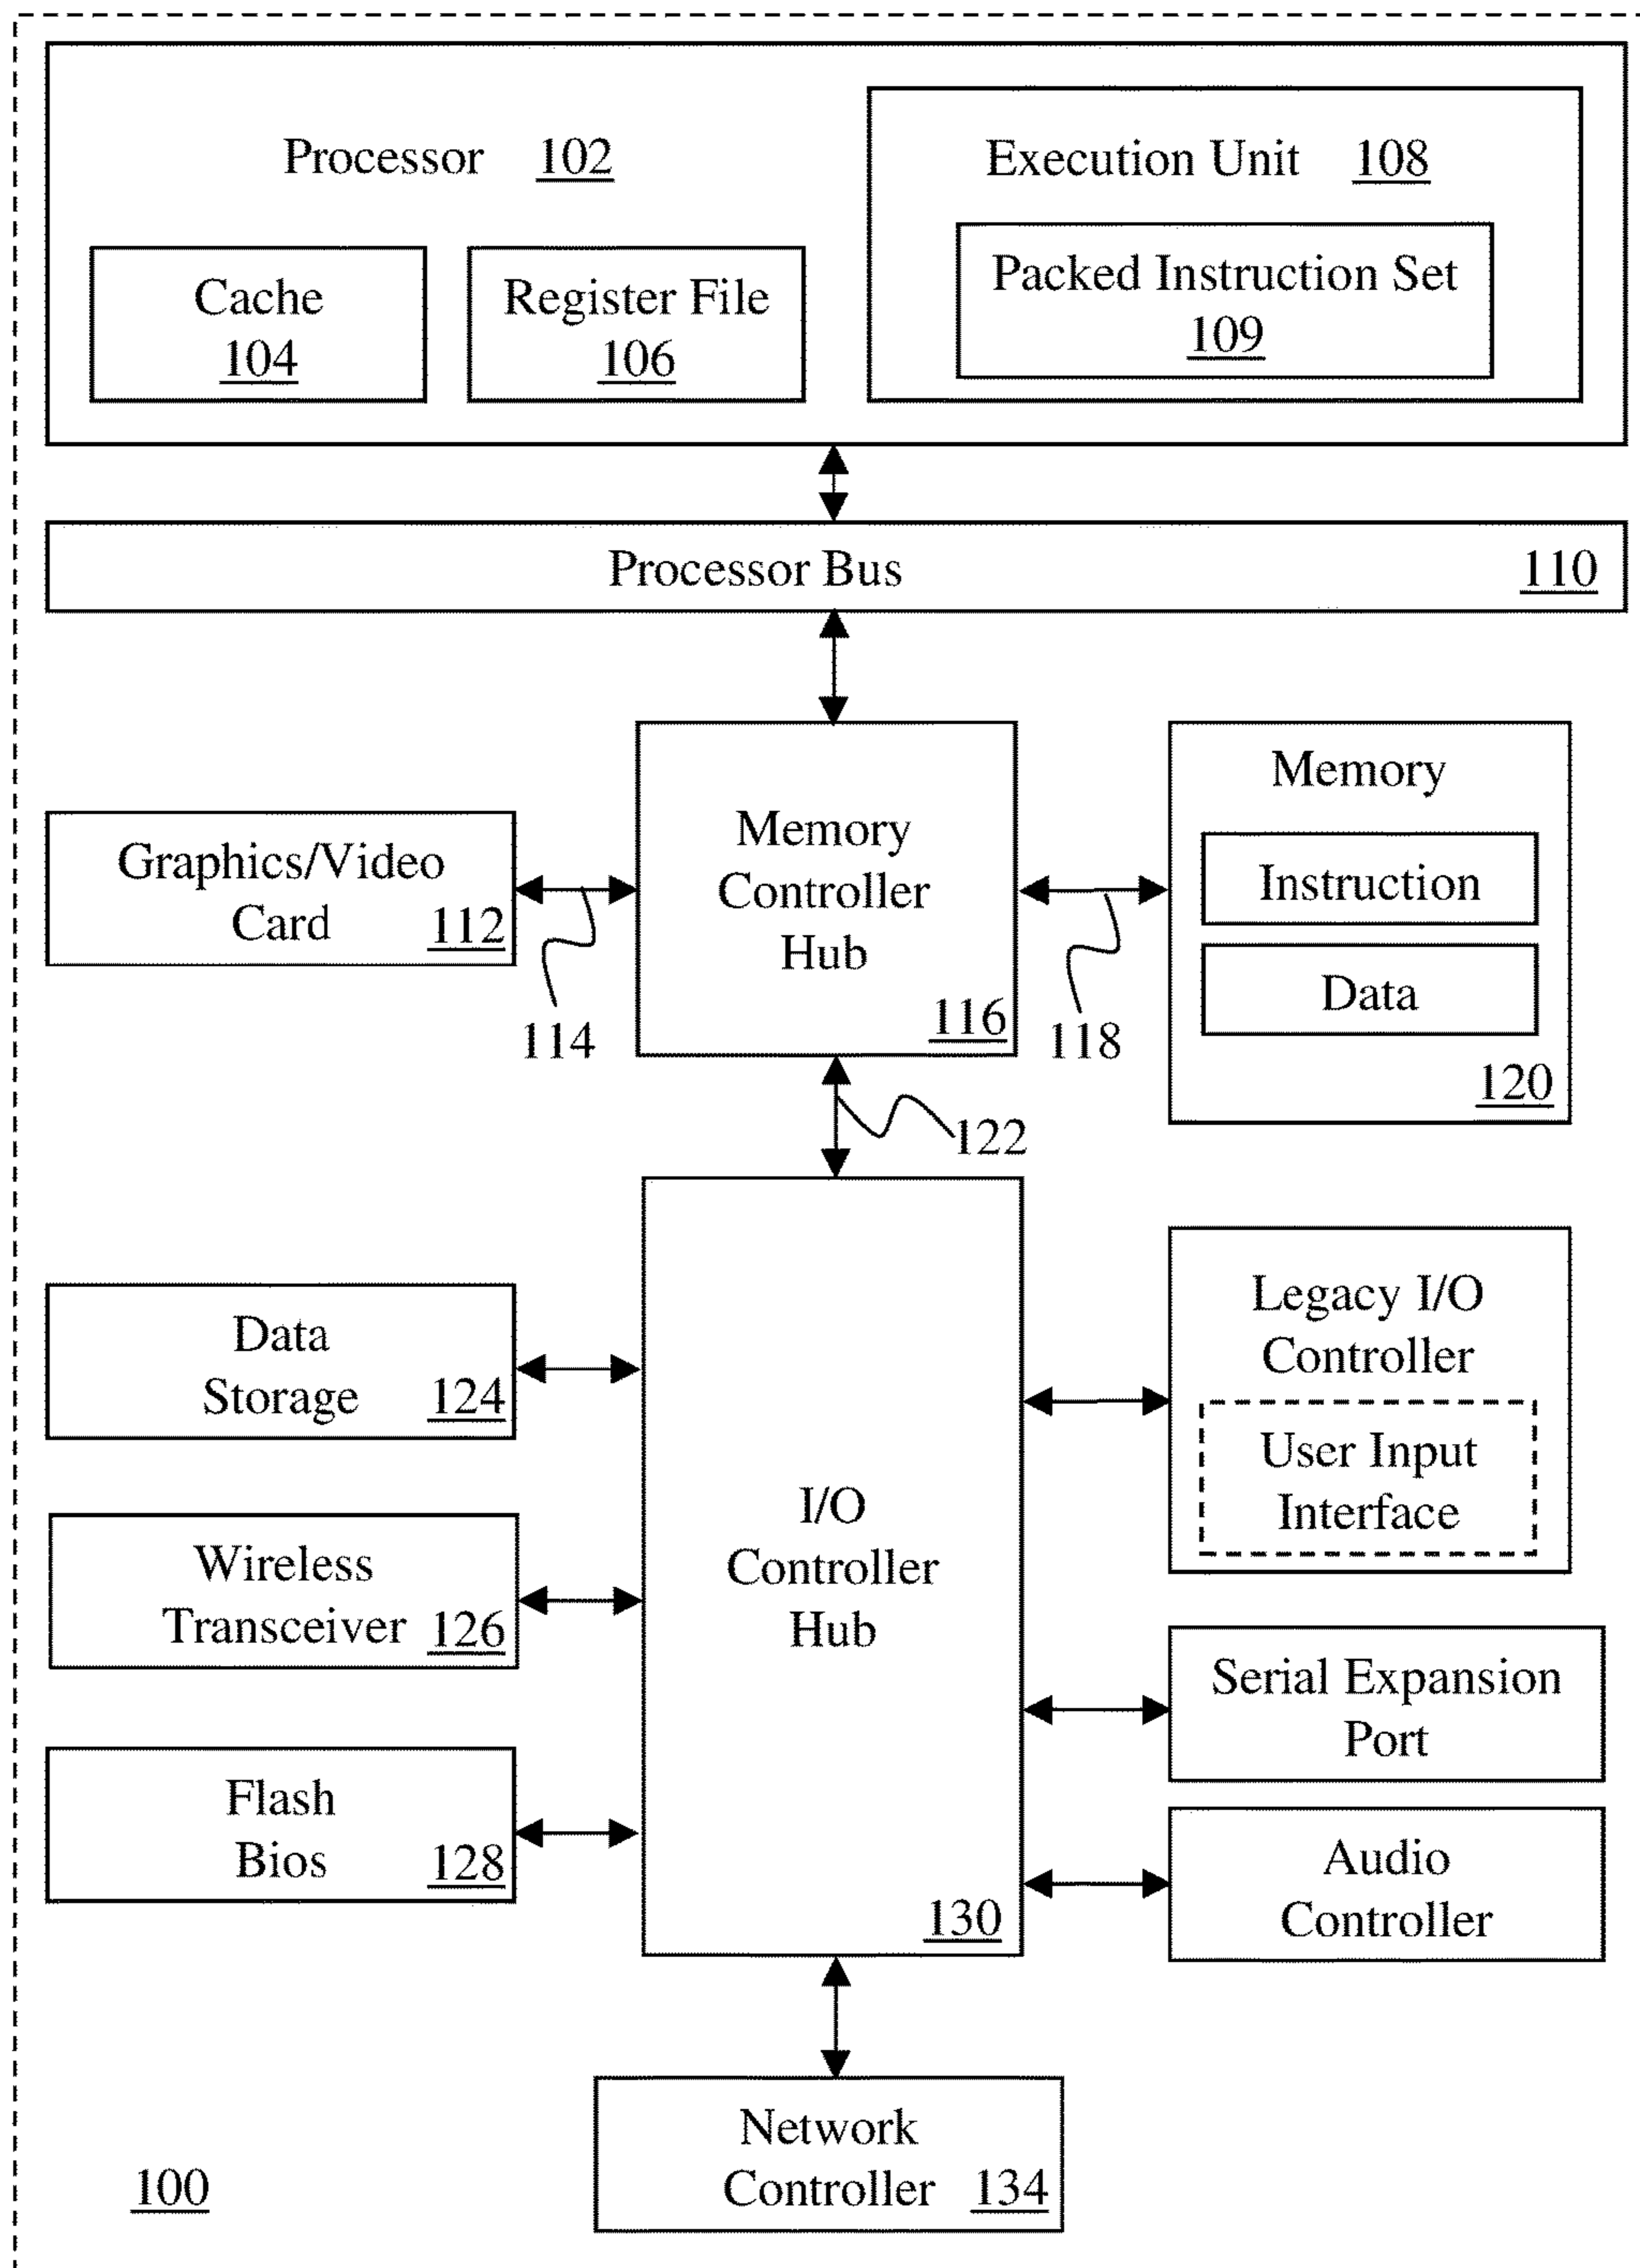 Processor 102
Execution Unit 108
Cache
104
Register File
106
Packed Instruction Set
109
Processor Bus 110
Graphics/Video
Card 112
114
Memory
Controller
Hub
116
118
Memory
Instruction
Data
120
122
Data
Storage 124
Wireless
Transceiver 126
Flash
Bios 128
I/O
Controller
Hub
130
Legacy I/O
Controller
User Input
Interface
Serial Expansion
Port
Audio
Controller
Network
Controller 134
100